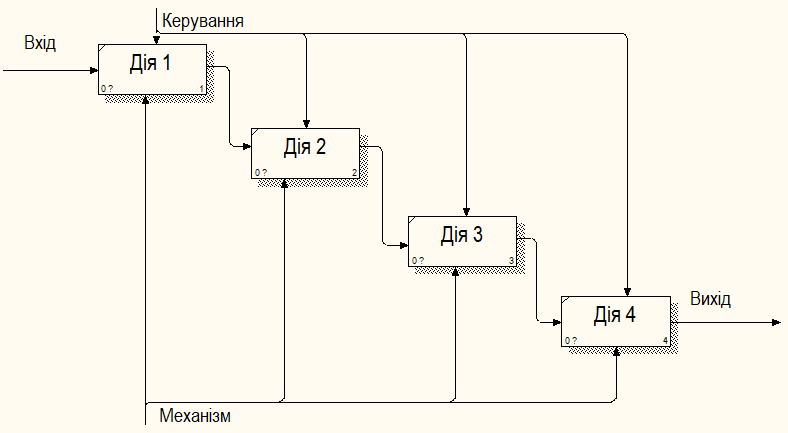 Керування
Вхід
Дія 1
0 ? 1
Дія 2
0 ? 2
Дія 3
0 ? 3
Вихід
Дія 4
0 ? 4
Механізм